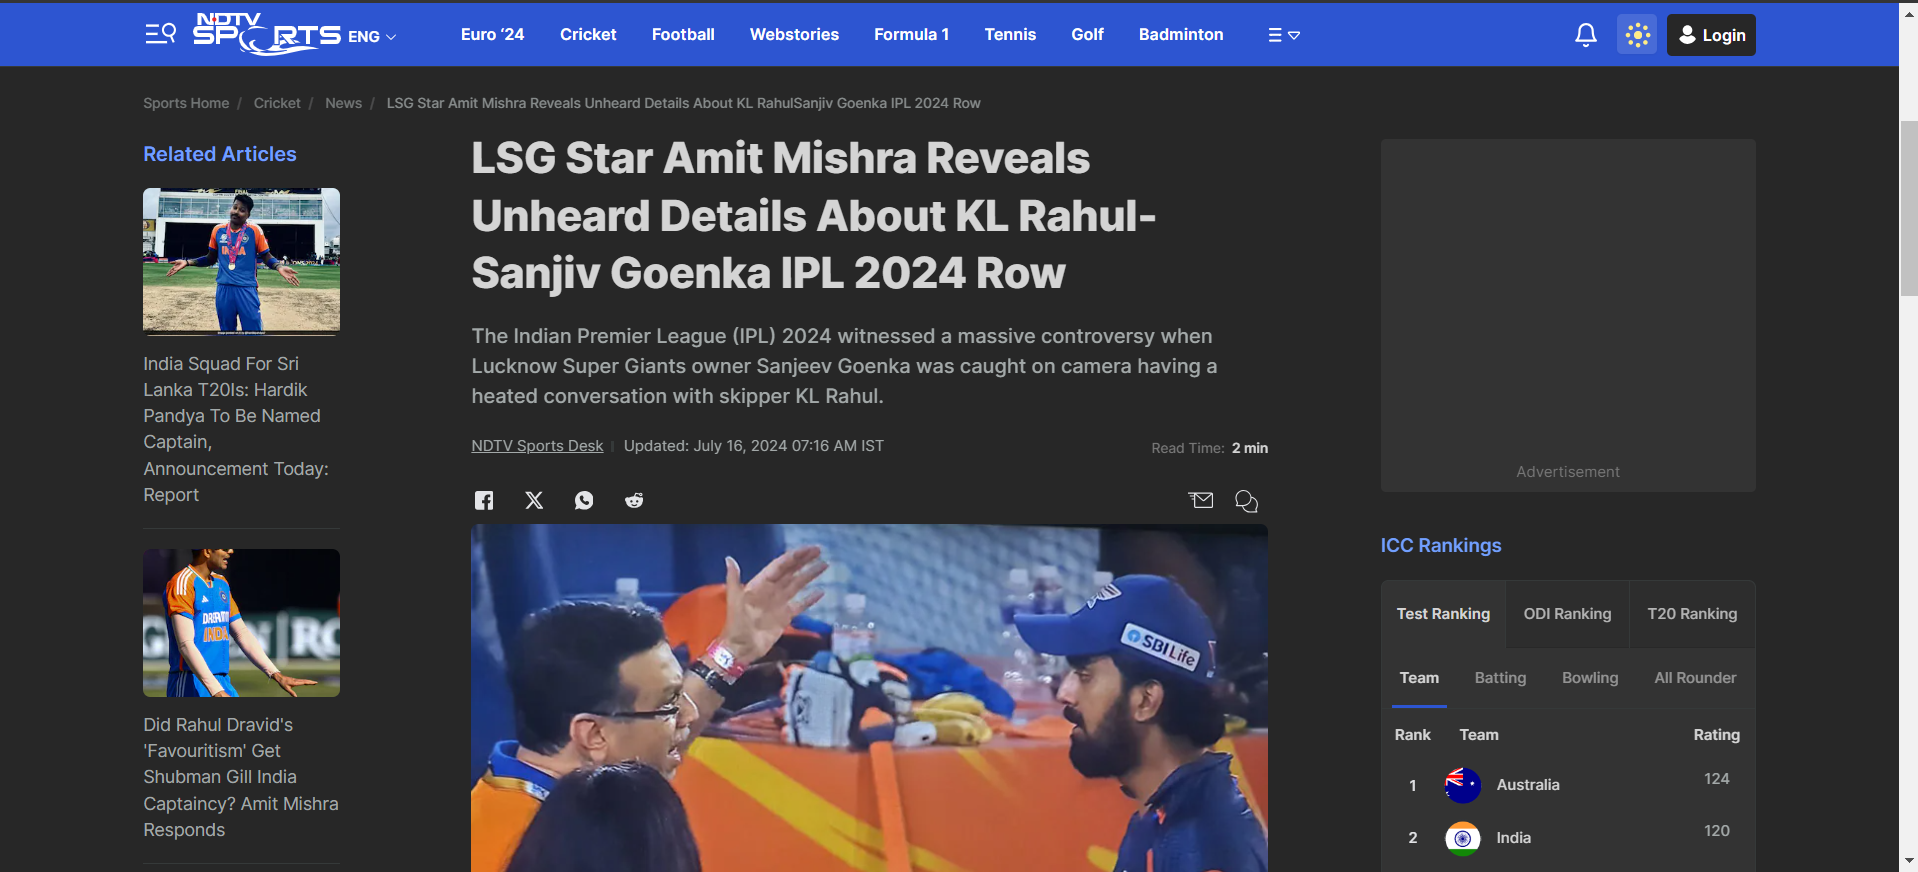 NDTV
SPORTS
ENG
Euro ‘24
Cricket
Football
Webstories
Formula 1
Tennis
Golf
Badminton
Login
Sports Home / Cricket / News / LSG Star Amit Mishra Reveals Unheard Details About KL RahulSanjiv Goenka IPL 2024 Row
Related Articles
INDIA
India Squad For Sri
Lanka T20Is: Hardik
Pandya To Be Named
Captain,
Announcement Today:
Report
INDIA
Did Rahul Dravid's
'Favouritism' Get
Shubman Gill India
Captaincy? Amit Mishra
Responds
LSG Star Amit Mishra Reveals
Unheard Details About KL Rahul-
Sanjiv Goenka IPL 2024 Row
The Indian Premier League (IPL) 2024 witnessed a massive controversy when
Lucknow Super Giants owner Sanjeev Goenka was caught on camera having a
heated conversation with skipper KL Rahul.
NDTV Sports Desk
Updated: July 16, 2024 07:16 AM IST
Read Time: 2 min
SBI Life
Advertisement
ICC Rankings
Test Ranking
ODI Ranking
T20 Ranking
Team
Batting
Bowling
All Rounder
Rank Team Rating
1 Australia 124
2 India 120